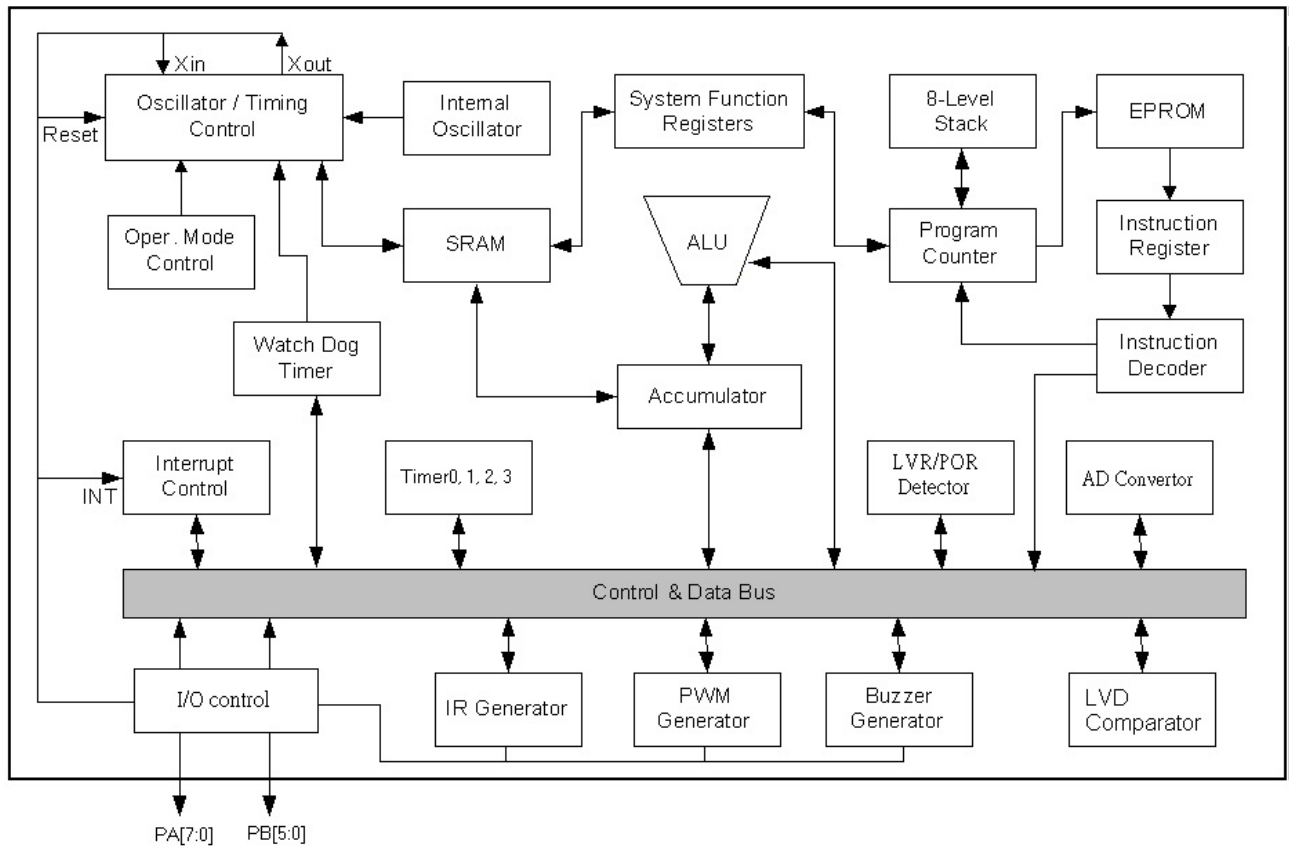 Xin
Xout
Oscillator / Timing
Control
Reset
Internal
Oscillator
System Function
Registers
8-Level
Stack
EPROM
Oper. Mode
Control
SRAM
ALU
Program
Counter
Instruction
Register
Watch Dog
Timer
Accumulator
Instruction
Decoder
Interrupt
Control
INT
Timer0, 1, 2, 3
LVR/POR
Detector
AD Convertor
Control & Data Bus
I/O control
IR Generator
PWM
Generator
Buzzer
Generator
LVD
Comparator
PA[7:0]
PB[5:0]